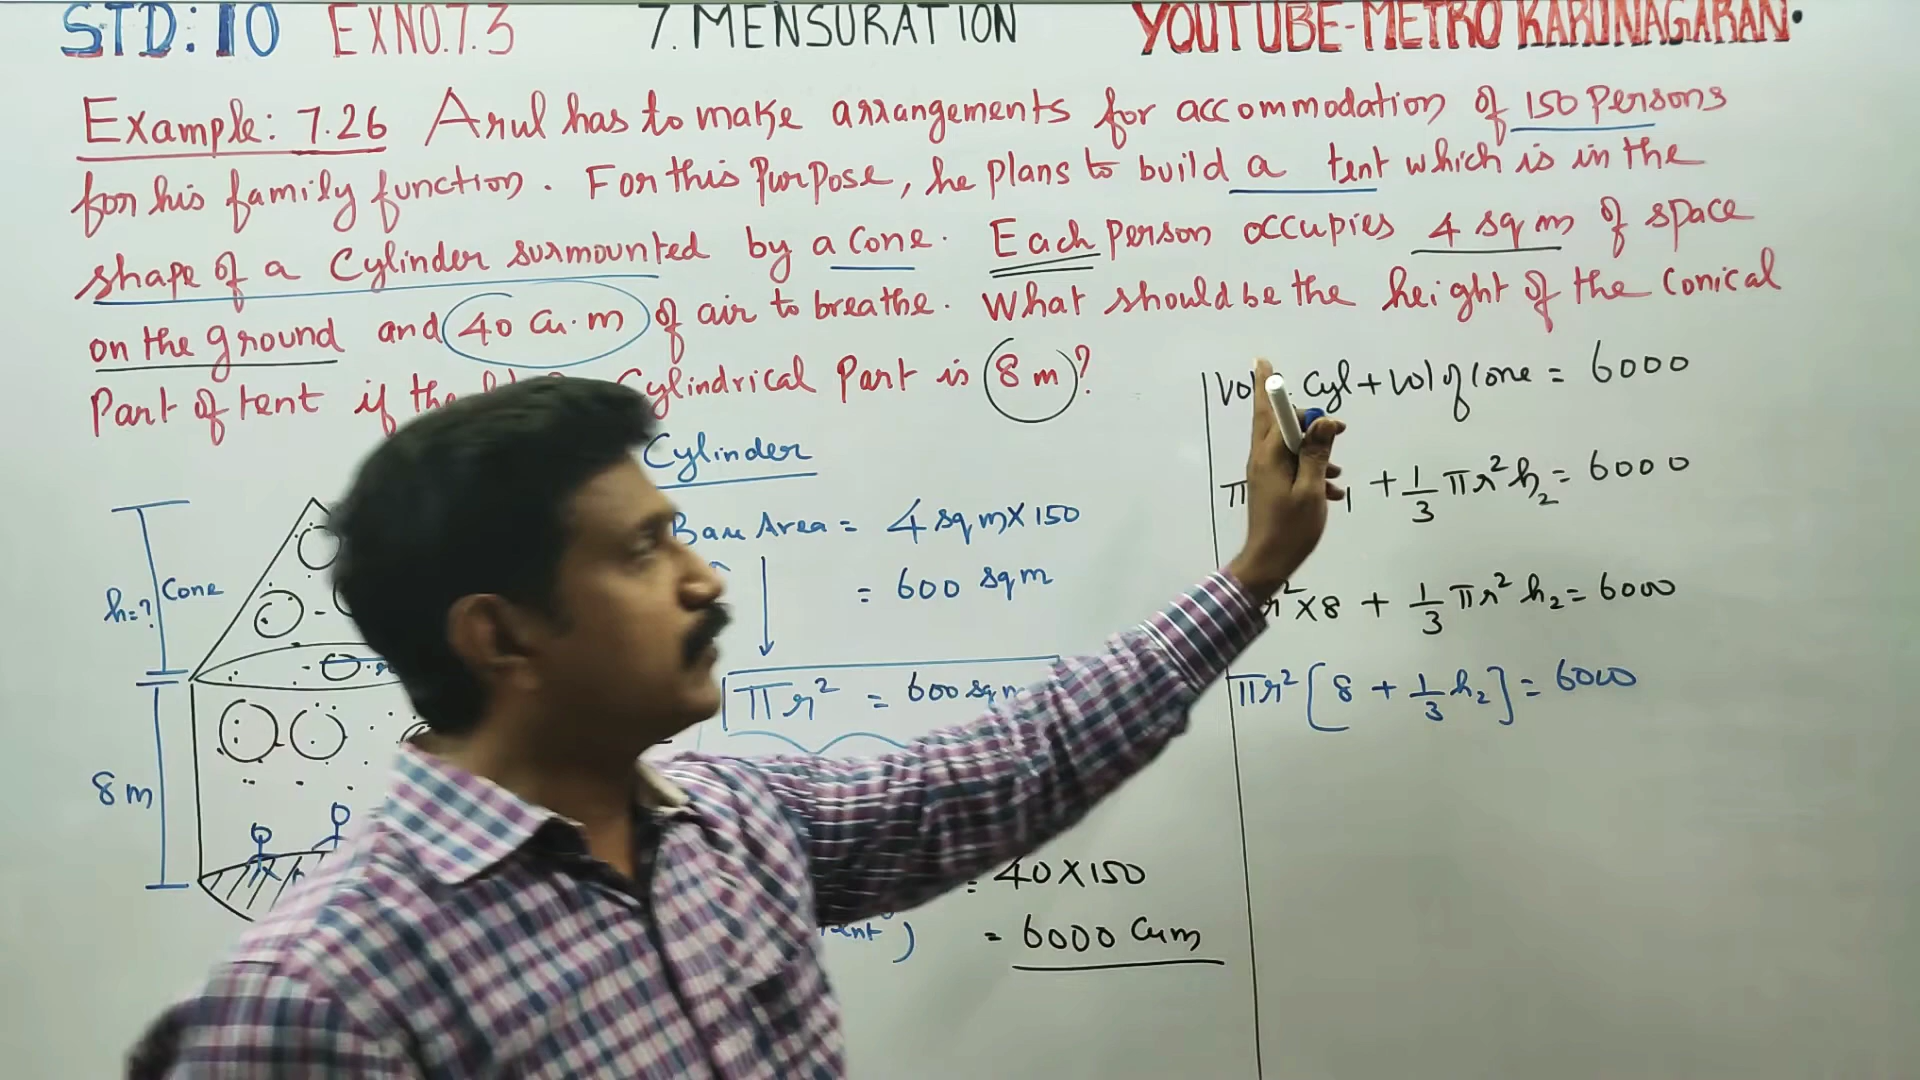 STD: 10 EX NO.7.3 7. MENSURATION YOUTUBE-METRO KARUNAGARAN
Example: 7.26 Arul has to make arrangements for accommodation of 150 persons
for his family function. For this Purpose, he plans to build a tent which is in the
shape of a Cylinder surmounted by a cone. Each person occupies 4 sq m of space
on the ground and 40 cu.m of air to breathe. What should be the height of the conical
Part of tent if the Cylindrical Part is 8 m?
Cylinder
Base Area = 4 sq m X 150
= 600 sq m
πr² = 600 sq m
h=?
Cone
8 m
= 40 X 150
= 6000 Cu m
Vol Cyl + Vol of Cone = 6000
π 1 + 1/3 πr²h₂ = 6000
r² X 8 + 1/3 πr² h₂ = 6000
πr² [8 + 1/3 h₂] = 6000